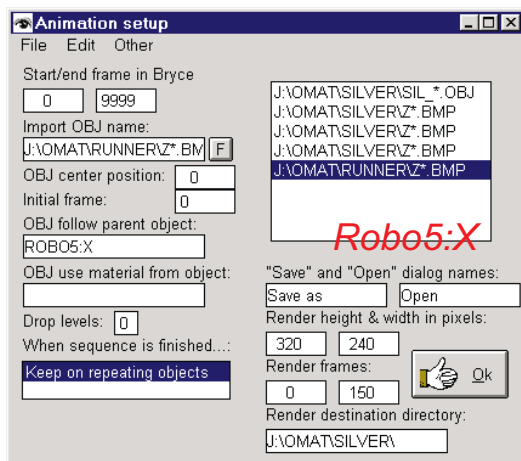 Animation setup
File Edit Other
Start/end frame in Bryce
0 9999
Import OBJ name:
J:\OMAT\RUNNER\Z*.BM F
OBJ center position: 0
Initial frame: 0
OBJ follow parent object:
ROBO5:X
OBJ use material from object:
Drop levels: 0
When sequence is finished...:
Keep on repeating objects
J:\OMAT\SILVER\SIL_*.OBJ
J:\OMAT\SILVER\Z*.BMP
J:\OMAT\SILVER\Z*.BMP
J:\OMAT\SILVER\Z*.BMP
J:\OMAT\RUNNER\Z*.BMP
Robo5:X
"Save" and "Open" dialog names:
Save as Open
Render height & width in pixels:
320 240
Render frames:
0 150
Ok
Render destination directory:
J:\OMAT\SILVER\